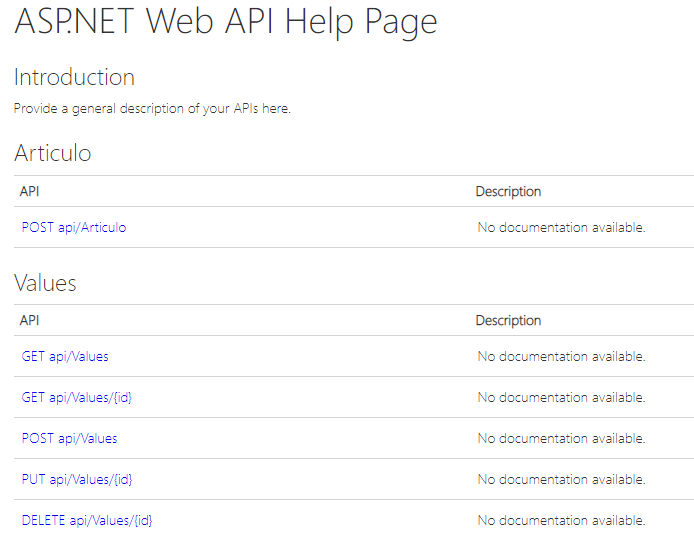 ASP.NET Web API Help Page
Introduction
Provide a general description of your APIs here.
Articulo
API Description
POST api/Articulo No documentation available.
Values
API Description
GET api/Values No documentation available.
GET api/Values/{id} No documentation available.
POST api/Values No documentation available.
PUT api/Values/{id} No documentation available.
DELETE api/Values/{id} No documentation available.